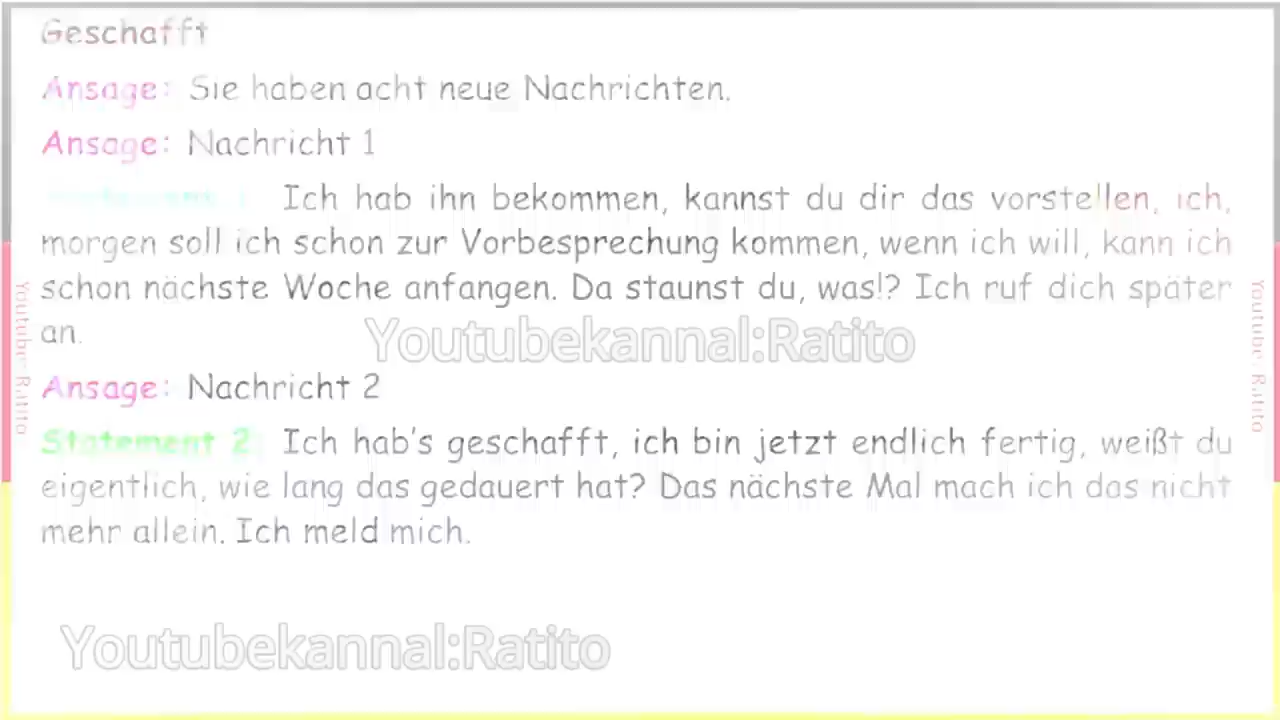 Geschafft
Ansage: Sie haben acht neue Nachrichten.
Ansage: Nachricht 1
Ich hab ihn bekommen, kannst du dir das vorstellen, ich,
morgen soll ich schon zur Vorbesprechung kommen, wenn ich will, kann ich
schon nächste Woche anfangen. Da staunst du, was!? Ich ruf dich später
an.
Youtubekannal:Ratito
Ansage: Nachricht 2
Statement 2: Ich hab's geschafft, ich bin jetzt endlich fertig, weißt du
eigentlich, wie lang das gedauert hat? Das nächste Mal mach ich das nicht
mehr allein. Ich meld mich.
Youtubekannal:Ratito
Youtube: Ratito
Youtube: Ratito